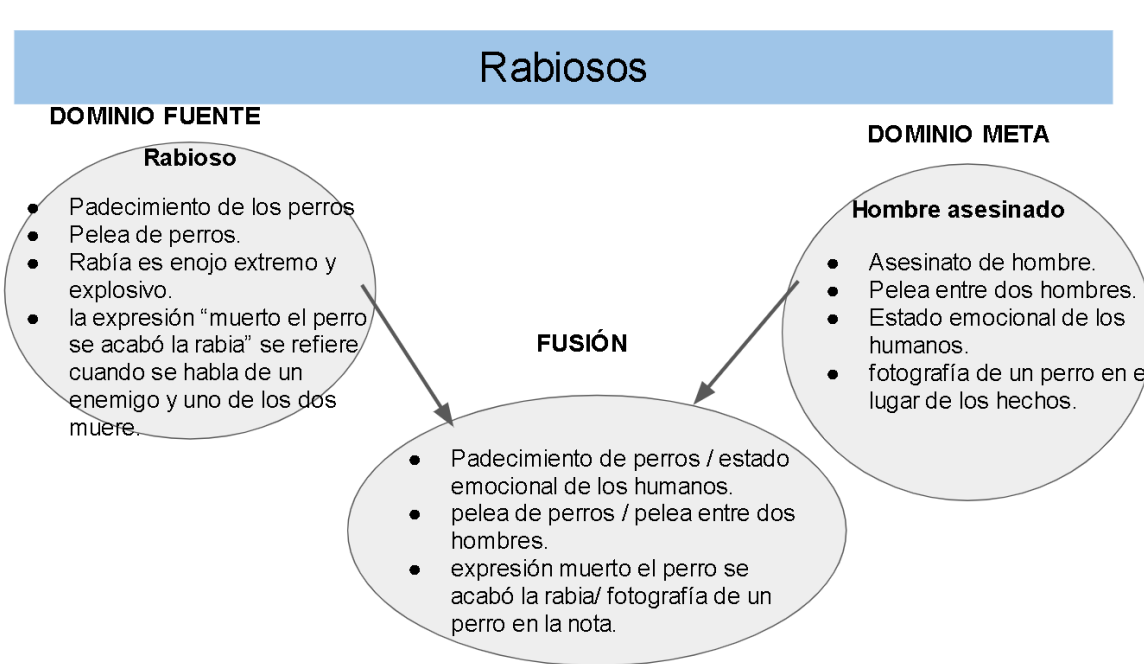 Rabiosos
DOMINIO FUENTE
Rabioso
● Padecimiento de los perros
● Pelea de perros.
● Rabía es enojo extremo y
explosivo.
● la expresión “muerto el perro
se acabó la rabia” se refiere
cuando se habla de un
enemigo y uno de los dos
muere.
DOMINIO META
Hombre asesinado
● Asesinato de hombre.
● Pelea entre dos hombres.
● Estado emocional de los
humanos.
● fotografía de un perro en e
lugar de los hechos.
FUSIÓN
● Padecimiento de perros / estado
emocional de los humanos.
● pelea de perros / pelea entre dos
hombres.
● expresión muerto el perro se
acabó la rabia/ fotografía de un
perro en la nota.